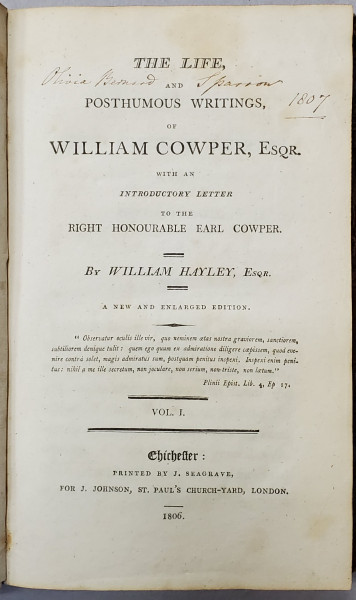 THE LIFE,
Olivia Bernard Sparrow
AND
1807
POSTHUMOUS WRITINGS,
OF
WILLIAM COWPER, ESQR.
WITH AN
INTRODUCTORY LETTER
TO THE
RIGHT HONOURABLE EARL COWPER.
BY WILLIAM HAYLEY, ESQR.
A NEW AND ENLARGED EDITION.
"Obversatur oculis ille vir, quo neminem ætas nostra graviorem, sanctiorem,
subtiliorem denique tulit: quem ego quum ex admiratione diligere cœpissem, quod eve-
nire contrà solet, magis admiratus sum, postquam penitus inspexi. Inspexi enim peni-
tus: nihil a me ille secretum, non joculare, non serium, non triste, non lætum."
Plinii Epist. Lib. 4, Ep 17,
VOL. I.
Chichester:
PRINTED BY J. SEAGRAVE,
FOR J. JOHNSON, ST. PAUL'S CHURCH-YARD, LONDON.
1806.